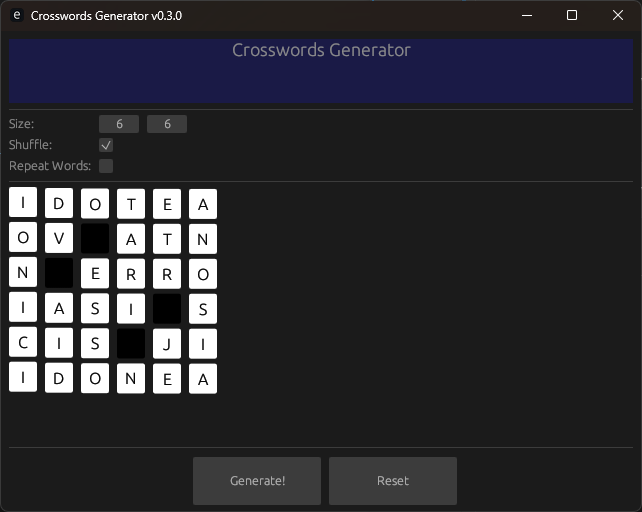 e Crosswords Generator v0.3.0
Crosswords Generator
Size: 6 6
Shuffle:
Repeat Words:
I D O T E A
O V A T N
N E R R O
I A S I S
C I S J I
I D O N E A
Generate! Reset